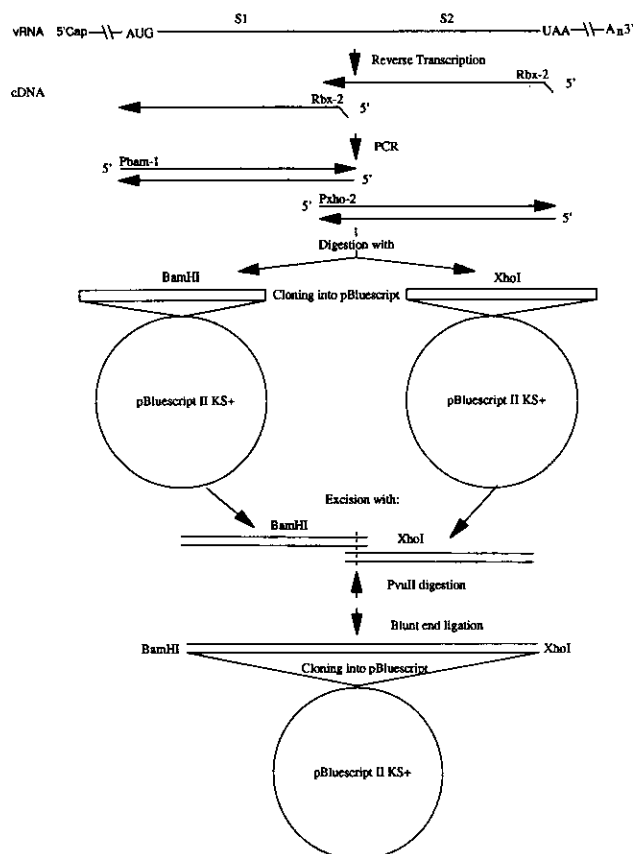 S1 S2
vRNA 5'Cap AUG UAA An3'
Reverse Transcription
Rbx-2 5'
cDNA
Rbx-2 5'
PCR
5' Pbam-1
5'
5' Pxho-2
5'
Digestion with
BamHI XhoI
Cloning into pBluescript
pBluescript II KS+ pBluescript II KS+
Excision with:
BamHI
XhoI
PvuII digestion
Blunt end ligation
BamHI XhoI
Cloning into pBluescript
pBluescript II KS+